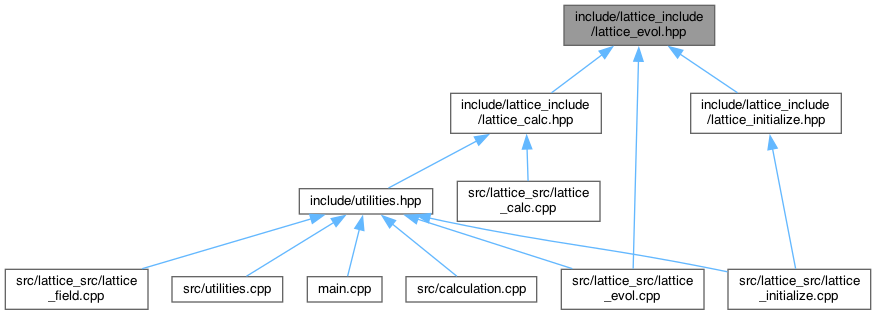 include/lattice_include
/lattice_evol.hpp
include/lattice_include
/lattice_calc.hpp
include/lattice_include
/lattice_initialize.hpp
include/utilities.hpp
src/lattice_src/lattice
_calc.cpp
src/lattice_src/lattice
_field.cpp
src/utilities.cpp
main.cpp
src/calculation.cpp
src/lattice_src/lattice
_evol.cpp
src/lattice_src/lattice
_initialize.cpp